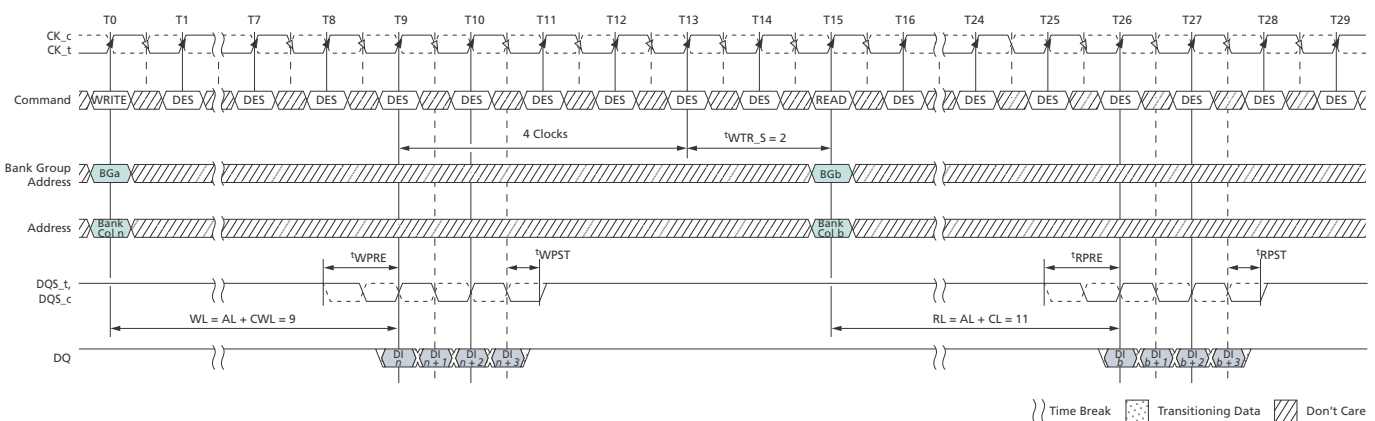 T0 T1 T7 T8 T9 T10 T11 T12 T13 T14 T15 T16 T24 T25 T26 T27 T28 T29
CK_c
CK_t
Command WRITE DES DES DES DES DES DES DES DES DES READ DES DES DES DES DES DES DES
4 Clocks tWTR_S = 2
Bank Group
Address BGa BGb
Address Bank Col n Bank Col b
tWPRE tWPST tRPRE tRPST
DQS_t,
DQS_c
WL = AL + CWL = 9 RL = AL + CL = 11
DQ DI n DI n + 1 DI n + 2 DI n + 3 DI b DI b + 1 DI b + 2 DI b + 3
Time Break Transitioning Data Don't Care